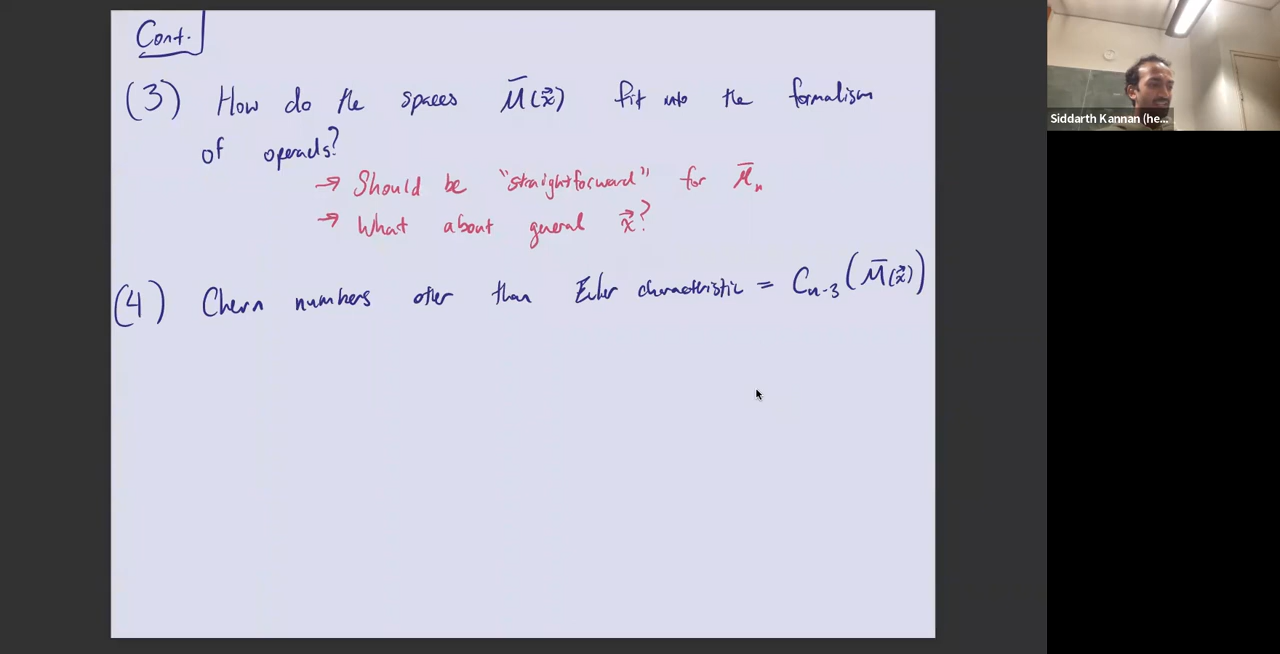 Cont.
(3) How do the spaces M̄(x⃗) fit into the formalism
of operads?
→ Should be "straightforward" for M̄ₙ
→ What about general x⃗?
(4) Chern numbers other than Euler characteristic = Cₙ₋₃(M̄(x⃗))
Siddarth Kannan (he...